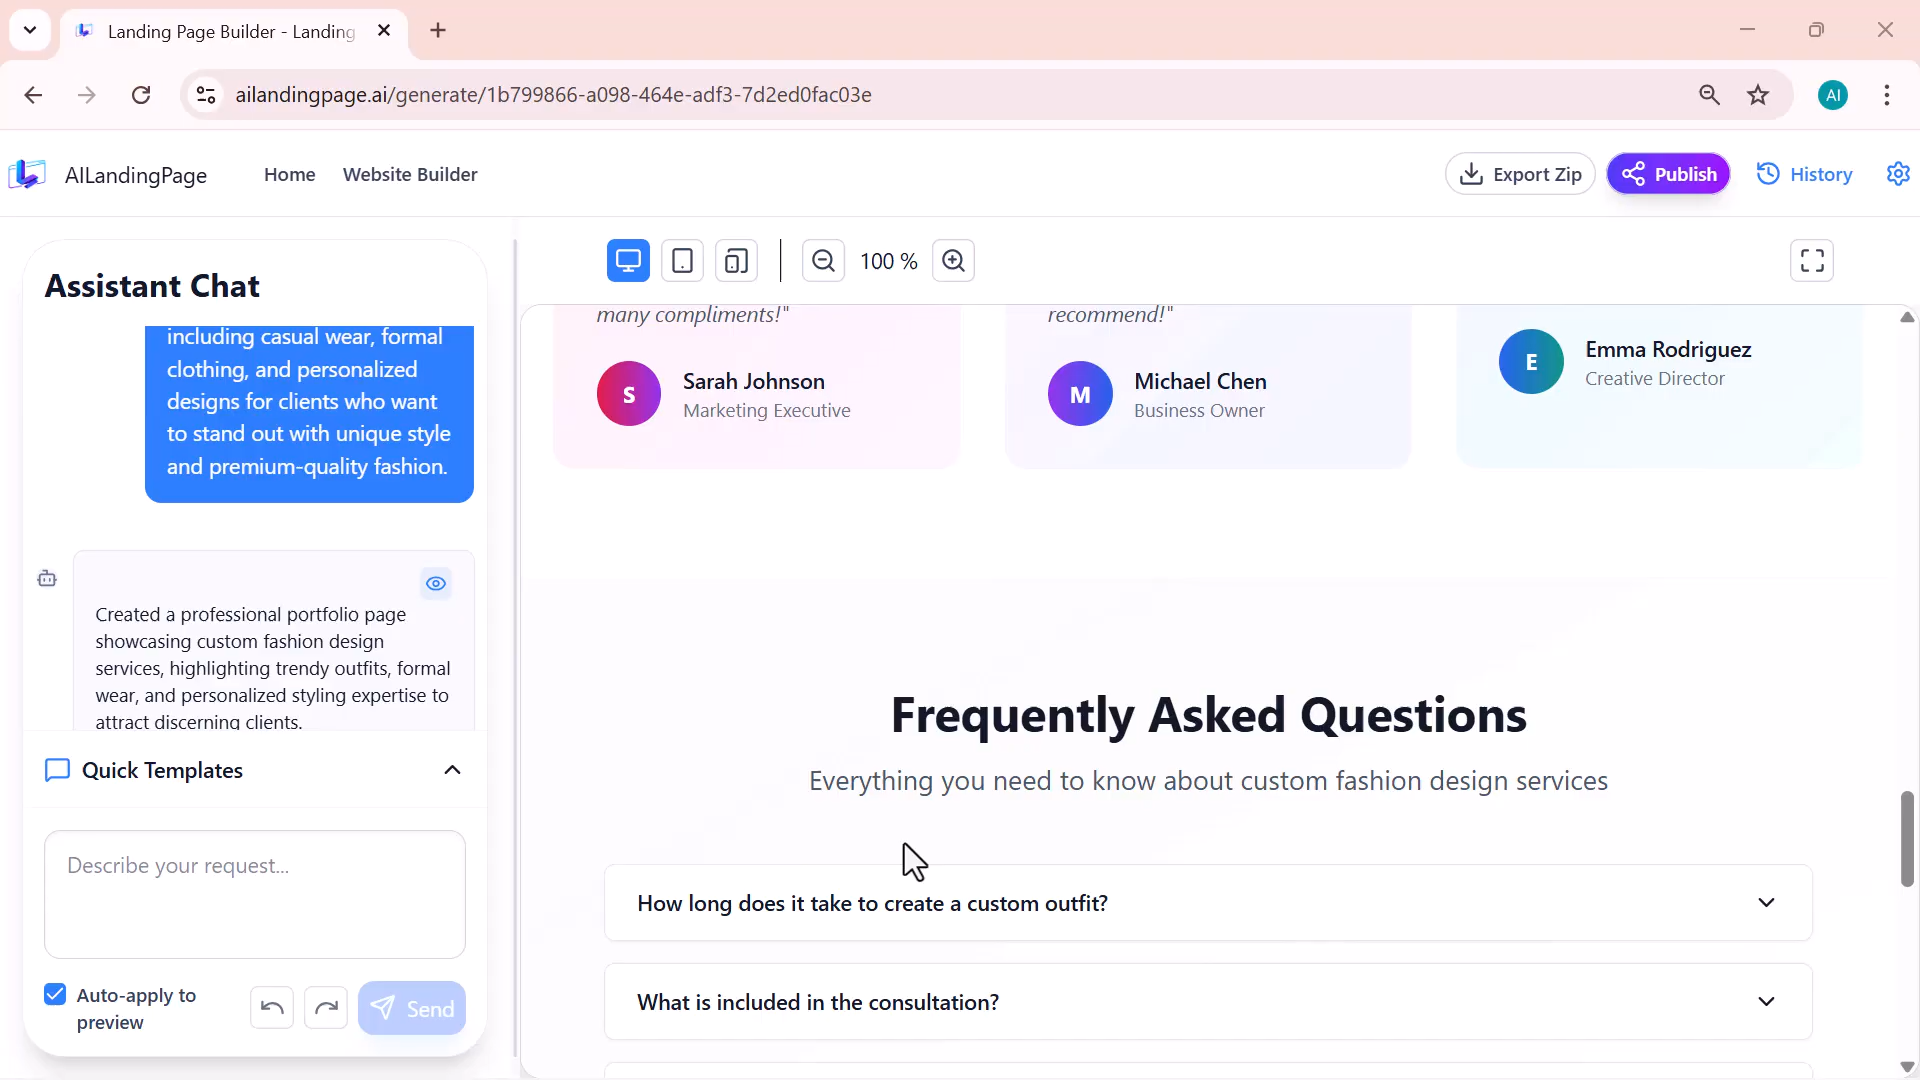 Landing Page Builder - Landing
ailandingpage.ai/generate/1b799866-a098-464e-adf3-7d2ed0fac03e
AI
AILandingPage
Home
Website Builder
Export Zip
Publish
History
Assistant Chat
including casual wear, formal
clothing, and personalized
designs for clients who want
to stand out with unique style
and premium-quality fashion.
Created a professional portfolio page
showcasing custom fashion design
services, highlighting trendy outfits, formal
wear, and personalized styling expertise to
attract discerning clients.
Quick Templates
Describe your request...
Auto-apply to
preview
Send
100 %
many compliments!"
S
Sarah Johnson
Marketing Executive
recommend!"
M
Michael Chen
Business Owner
E
Emma Rodriguez
Creative Director
Frequently Asked Questions
Everything you need to know about custom fashion design services
How long does it take to create a custom outfit?
What is included in the consultation?